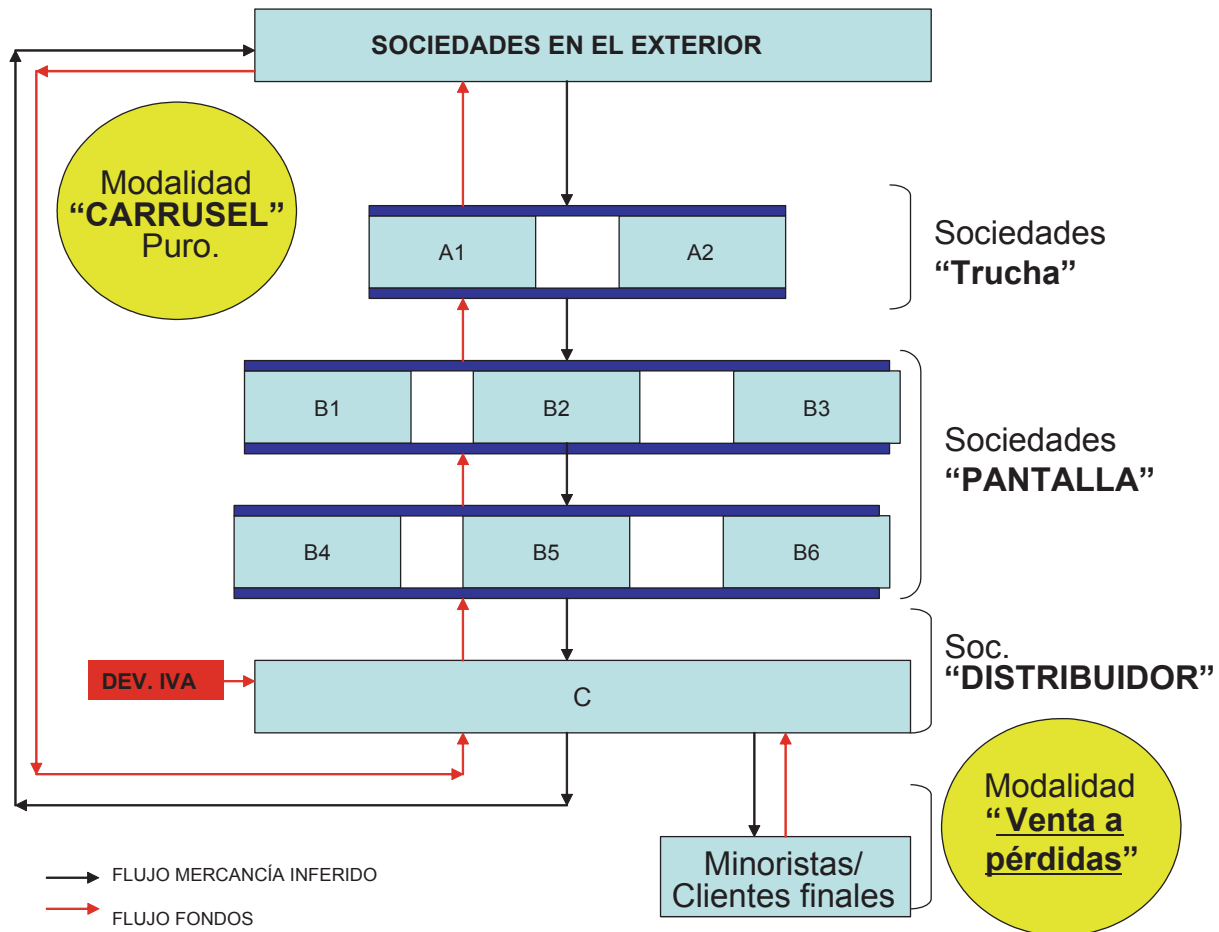 SOCIEDADES EN EL EXTERIOR
Modalidad
“CARRUSEL”
Puro.
A1
A2
Sociedades
“Trucha”
B1
B2
B3
Sociedades
“PANTALLA”
B4
B5
B6
Soc.
“DISTRIBUIDOR”
DEV. IVA
C
Modalidad
“Venta a
pérdidas”
Minoristas/
Clientes finales
FLUJO MERCANCÍA INFERIDO
FLUJO FONDOS